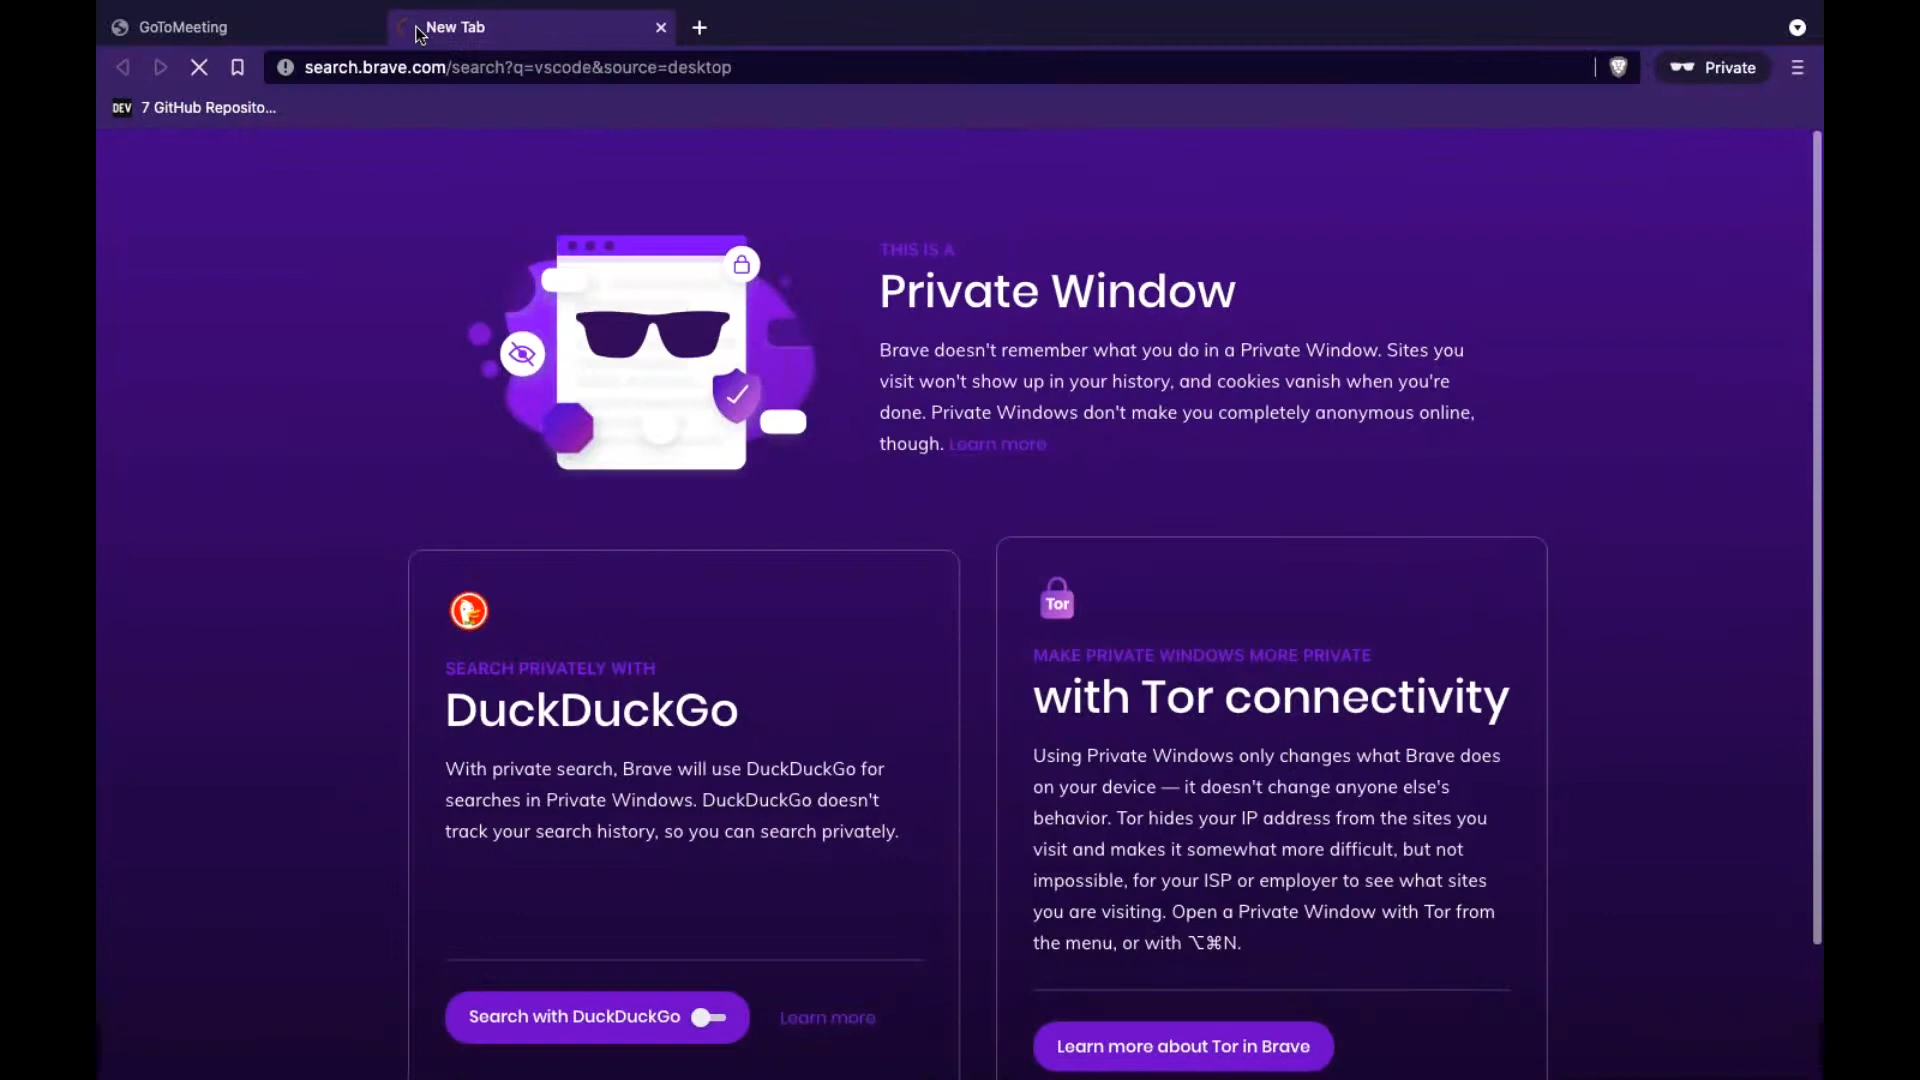 GoToMeeting
New Tab
search.brave.com/search?q=vscode&source=desktop
Private
DEV 7 GitHub Reposito...
THIS IS A
Private Window
Brave doesn't remember what you do in a Private Window. Sites you
visit won't show up in your history, and cookies vanish when you're
done. Private Windows don't make you completely anonymous online,
though. Learn more
SEARCH PRIVATELY WITH
DuckDuckGo
With private search, Brave will use DuckDuckGo for
searches in Private Windows. DuckDuckGo doesn't
track your search history, so you can search privately.
Search with DuckDuckGo
Learn more
Tor
MAKE PRIVATE WINDOWS MORE PRIVATE
with Tor connectivity
Using Private Windows only changes what Brave does
on your device — it doesn't change anyone else's
behavior. Tor hides your IP address from the sites you
visit and makes it somewhat more difficult, but not
impossible, for your ISP or employer to see what sites
you are visiting. Open a Private Window with Tor from
the menu, or with ⌥⌘N.
Learn more about Tor in Brave